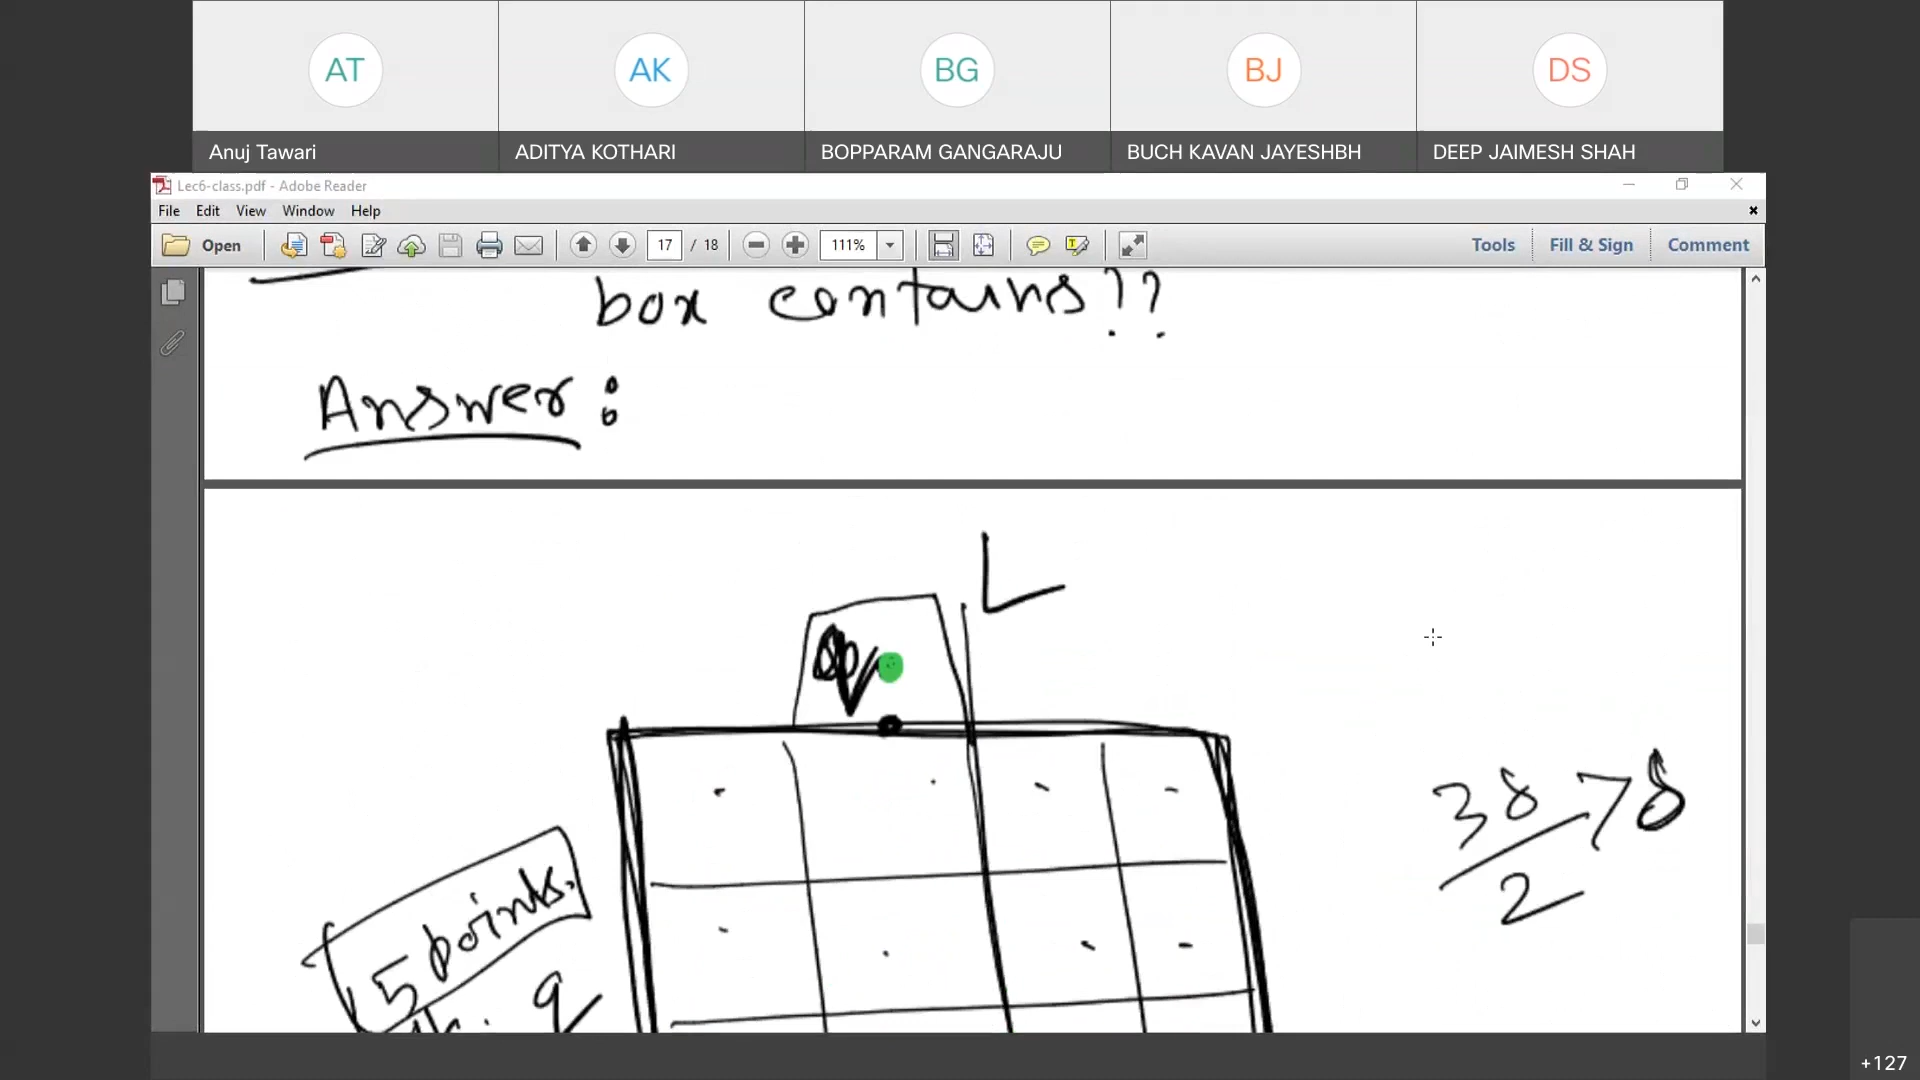 AT
AK
BG
BJ
DS
Anuj Tawari
ADITYA KOTHARI
BOPPARAM GANGARAJU
BUCH KAVAN JAYESHBH
DEEP JAIMESH SHAH
Lec6-class.pdf - Adobe Reader
File Edit View Window Help
Open 17 / 18 111% Tools Fill & Sign Comment
box contains??
Answer:
L
3δ/2 > δ
15 points.
q
+127